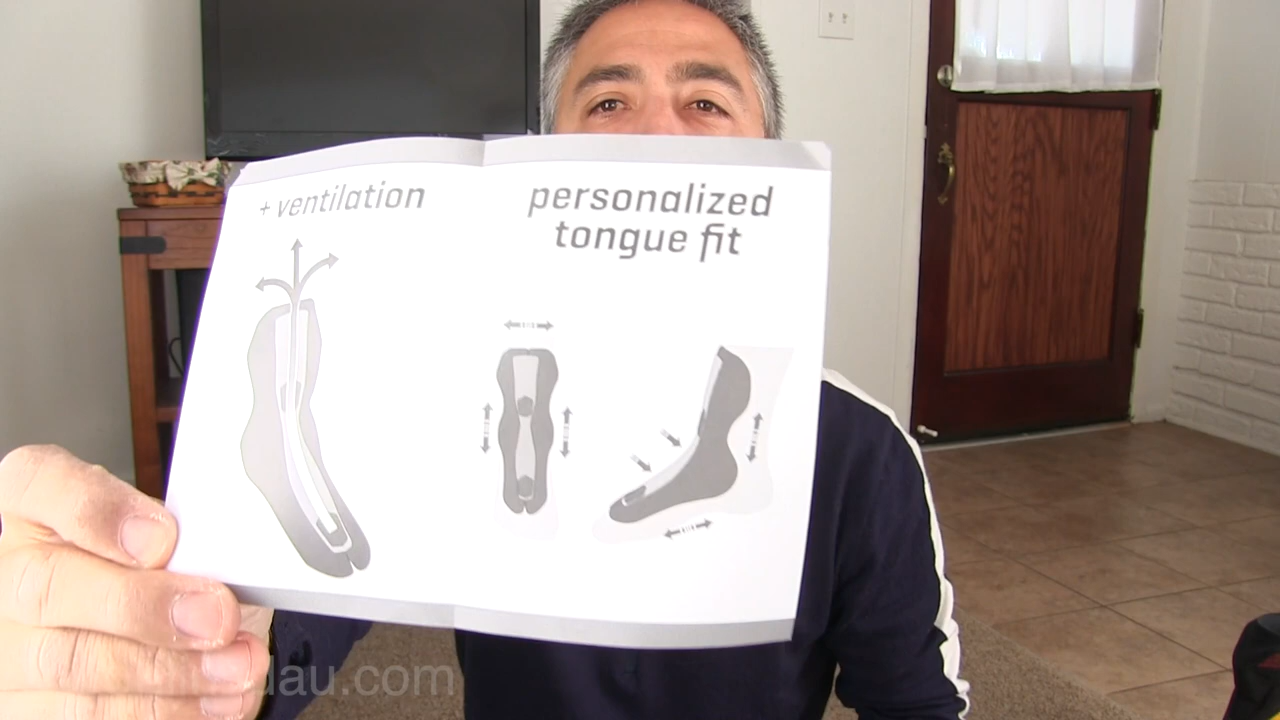 + ventilation
personalized
tongue fit
dau.com